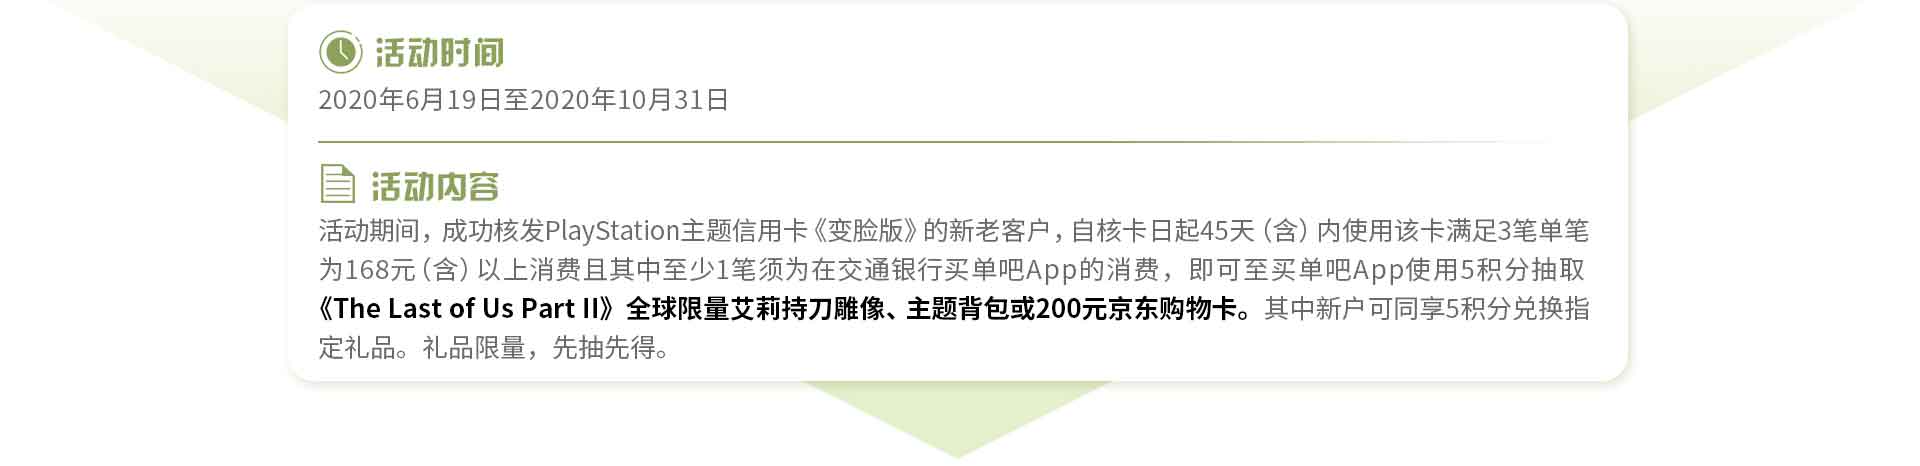 活动时间
2020年6月19日至2020年10月31日
活动内容
活动期间，成功核发PlayStation主题信用卡《变脸版》的新老客户，自核卡日起45天（含）内使用该卡满足3笔单笔
为168元（含）以上消费且其中至少1笔须为在交通银行买单吧App的消费，即可至买单吧App使用5积分抽取
《The Last of Us Part II》全球限量艾莉持刀雕像、主题背包或200元京东购物卡。其中新户可同享5积分兑换指
定礼品。礼品限量，先抽先得。